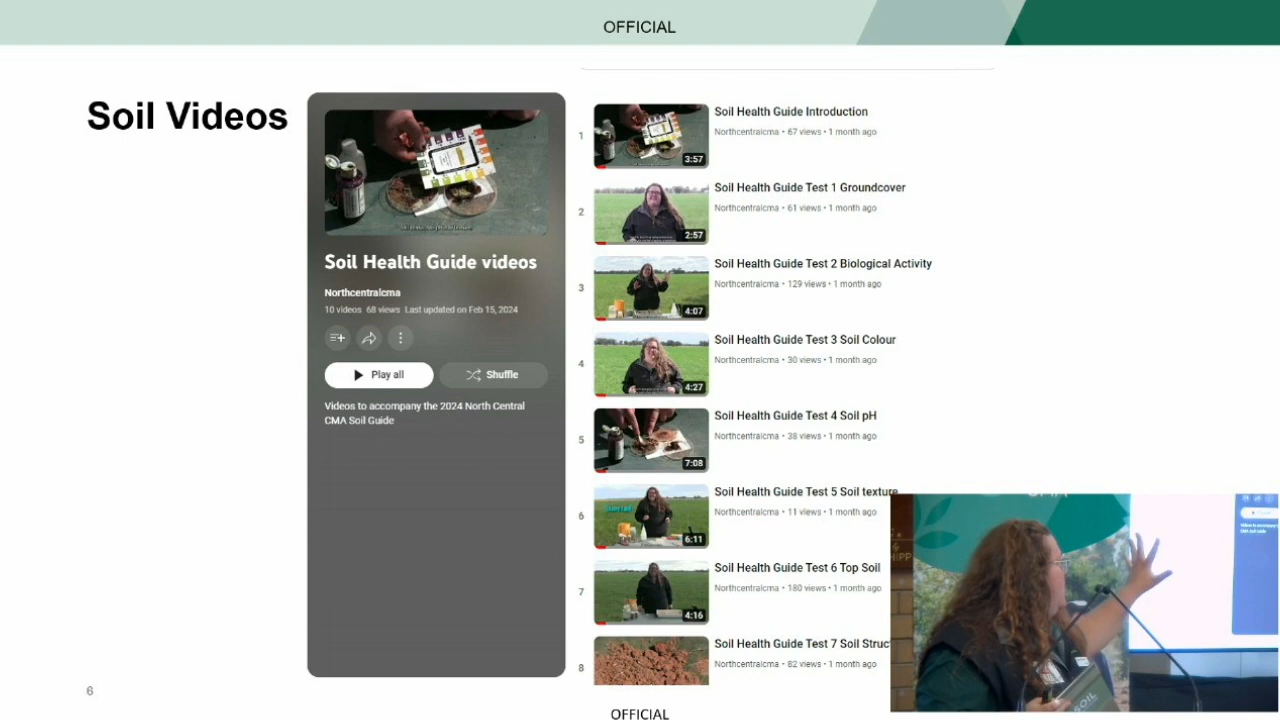 OFFICIAL
Soil Videos
Soil Health Guide videos
Northcentralcma
10 videos 68 views Last updated on Feb 15, 2024
Play all
Shuffle
Videos to accompany the 2024 North Central
CMA Soil Guide
1
3:57
Soil Health Guide Introduction
Northcentralcma • 67 views • 1 month ago
2
2:57
Soil Health Guide Test 1 Groundcover
Northcentralcma • 61 views • 1 month ago
3
4:07
Soil Health Guide Test 2 Biological Activity
Northcentralcma • 129 views • 1 month ago
4
4:27
Soil Health Guide Test 3 Soil Colour
Northcentralcma • 30 views • 1 month ago
5
7:08
Soil Health Guide Test 4 Soil pH
Northcentralcma • 38 views • 1 month ago
6
6:11
Soil Health Guide Test 5 Soil texture
Northcentralcma • 11 views • 1 month ago
7
4:16
Soil Health Guide Test 6 Top Soil
Northcentralcma • 180 views • 1 month ago
8
Soil Health Guide Test 7 Soil Struc
Northcentralcma • 82 views • 1 month ago
CMA
SOIL
6
OFFICIAL